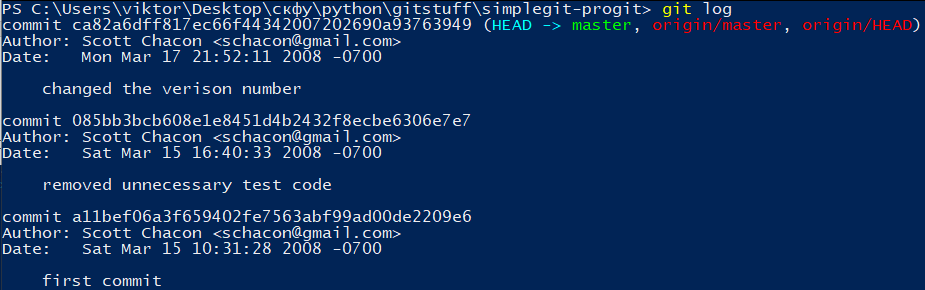 PS C:\Users\viktor\Desktop\скфу\python\gitstuff\simplegit-progit> git log
commit ca82a6dff817ec66f44342007202690a93763949 (HEAD -> master, origin/master, origin/HEAD)
Author: Scott Chacon <schacon@gmail.com>
Date:   Mon Mar 17 21:52:11 2008 -0700
changed the verison number
commit 085bb3bcb608e1e8451d4b2432f8ecbe6306e7e7
Author: Scott Chacon <schacon@gmail.com>
Date:   Sat Mar 15 16:40:33 2008 -0700
removed unnecessary test code
commit a11bef06a3f659402fe7563abf99ad00de2209e6
Author: Scott Chacon <schacon@gmail.com>
Date:   Sat Mar 15 10:31:28 2008 -0700
first commit